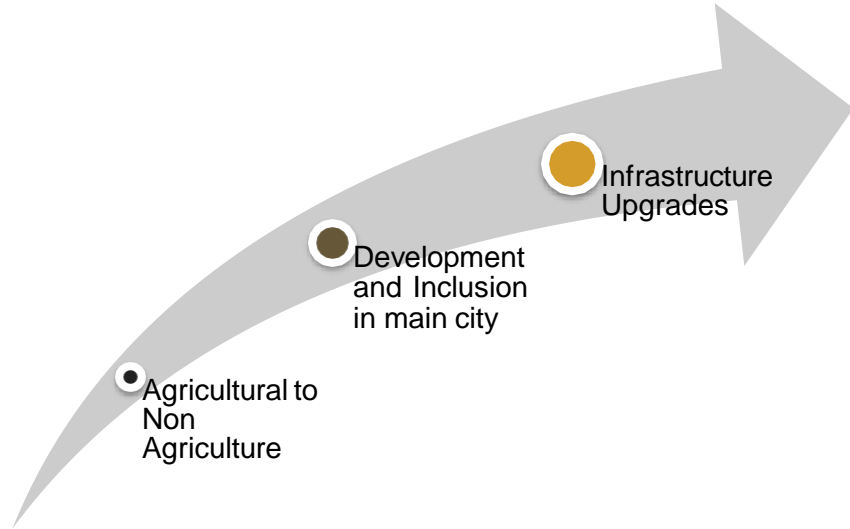 Infrastructure
Upgrades
Development
and Inclusion
in main city
Agricultural to
Non
Agriculture